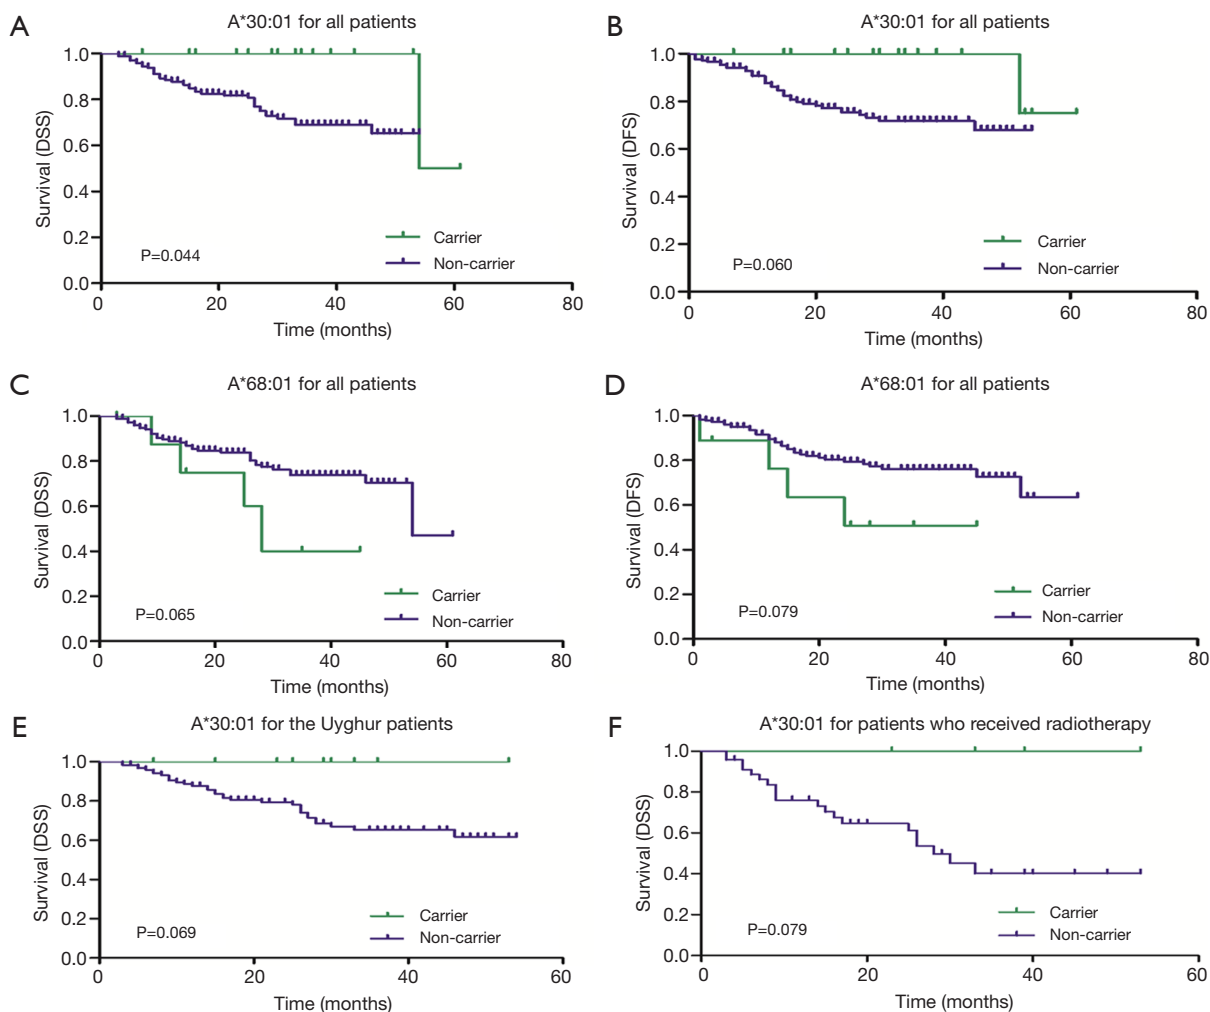 A
A*30:01 for all patients
Survival (DSS)
1.0
0.8
0.6
0.4
0.2
0.0
P=0.044
Carrier
Non-carrier
0 20 40 60 80
Time (months)
B
A*30:01 for all patients
Survival (DFS)
1.0
0.8
0.6
0.4
0.2
0.0
P=0.060
Carrier
Non-carrier
0 20 40 60 80
Time (months)
C
A*68:01 for all patients
Survival (DSS)
1.0
0.8
0.6
0.4
0.2
0.0
P=0.065
Carrier
Non-carrier
0 20 40 60 80
Time (months)
D
A*68:01 for all patients
Survival (DFS)
1.0
0.8
0.6
0.4
0.2
0.0
P=0.079
Carrier
Non-carrier
0 20 40 60 80
Time (months)
E
A*30:01 for the Uyghur patients
Survival (DSS)
1.0
0.8
0.6
0.4
0.2
0.0
P=0.069
Carrier
Non-carrier
0 20 40 60
Time (months)
F
A*30:01 for patients who received radiotherapy
Survival (DSS)
1.0
0.8
0.6
0.4
0.2
0.0
P=0.079
Carrier
Non-carrier
0 20 40 60
Time (months)